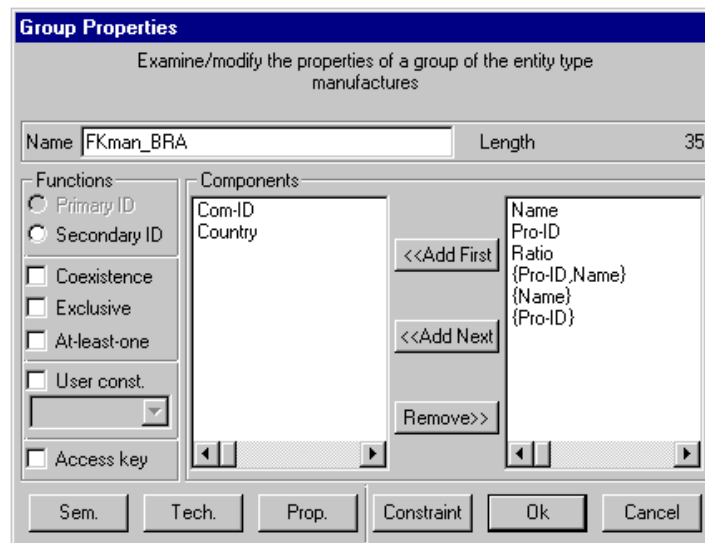 Group Properties
Examine/modify the properties of a group of the entity type
manufactures
Name FKman_BRA Length 35
Functions
Primary ID
Secondary ID
Coexistence
Exclusive
At-least-one
User const.
Access key
Components
Com-ID
Country
<<Add First
<<Add Next
Remove>>
Name
Pro-ID
Ratio
{Pro-ID,Name}
{Name}
{Pro-ID}
Sem. Tech. Prop. Constraint Ok Cancel